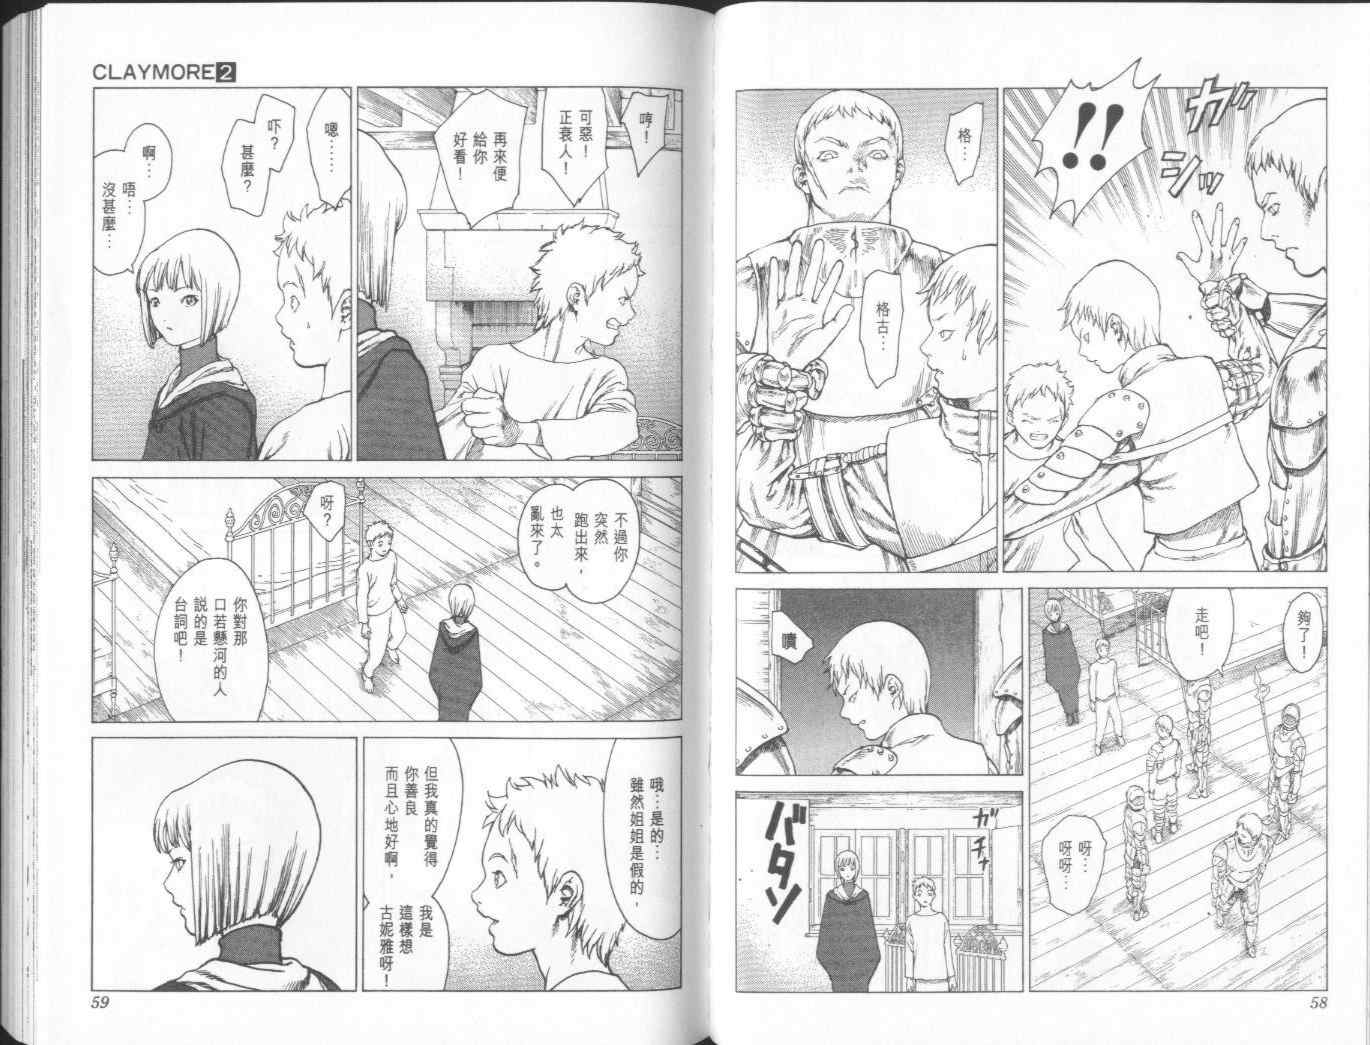 !!
ガッ
シッ
格…
格古…
夠了!
走吧!
呀…
呀呀…
嘖
ガチャ
バタン
58
CLAYMORE2
哼!
可惡!
正衰人!
再來便
給你
好看!
嗯………
吓?
甚麼?
啊…
唔…
沒甚麼…
不過你
突然
跑出來,
也太
亂來了。
呀?
你對那
口若懸河的人
說的是
台詞吧!
哦…是的…
雖然姐姐是假的,
但我真的覺得
你善良
而且心地好啊,
我是
這樣想
古妮雅呀!
59